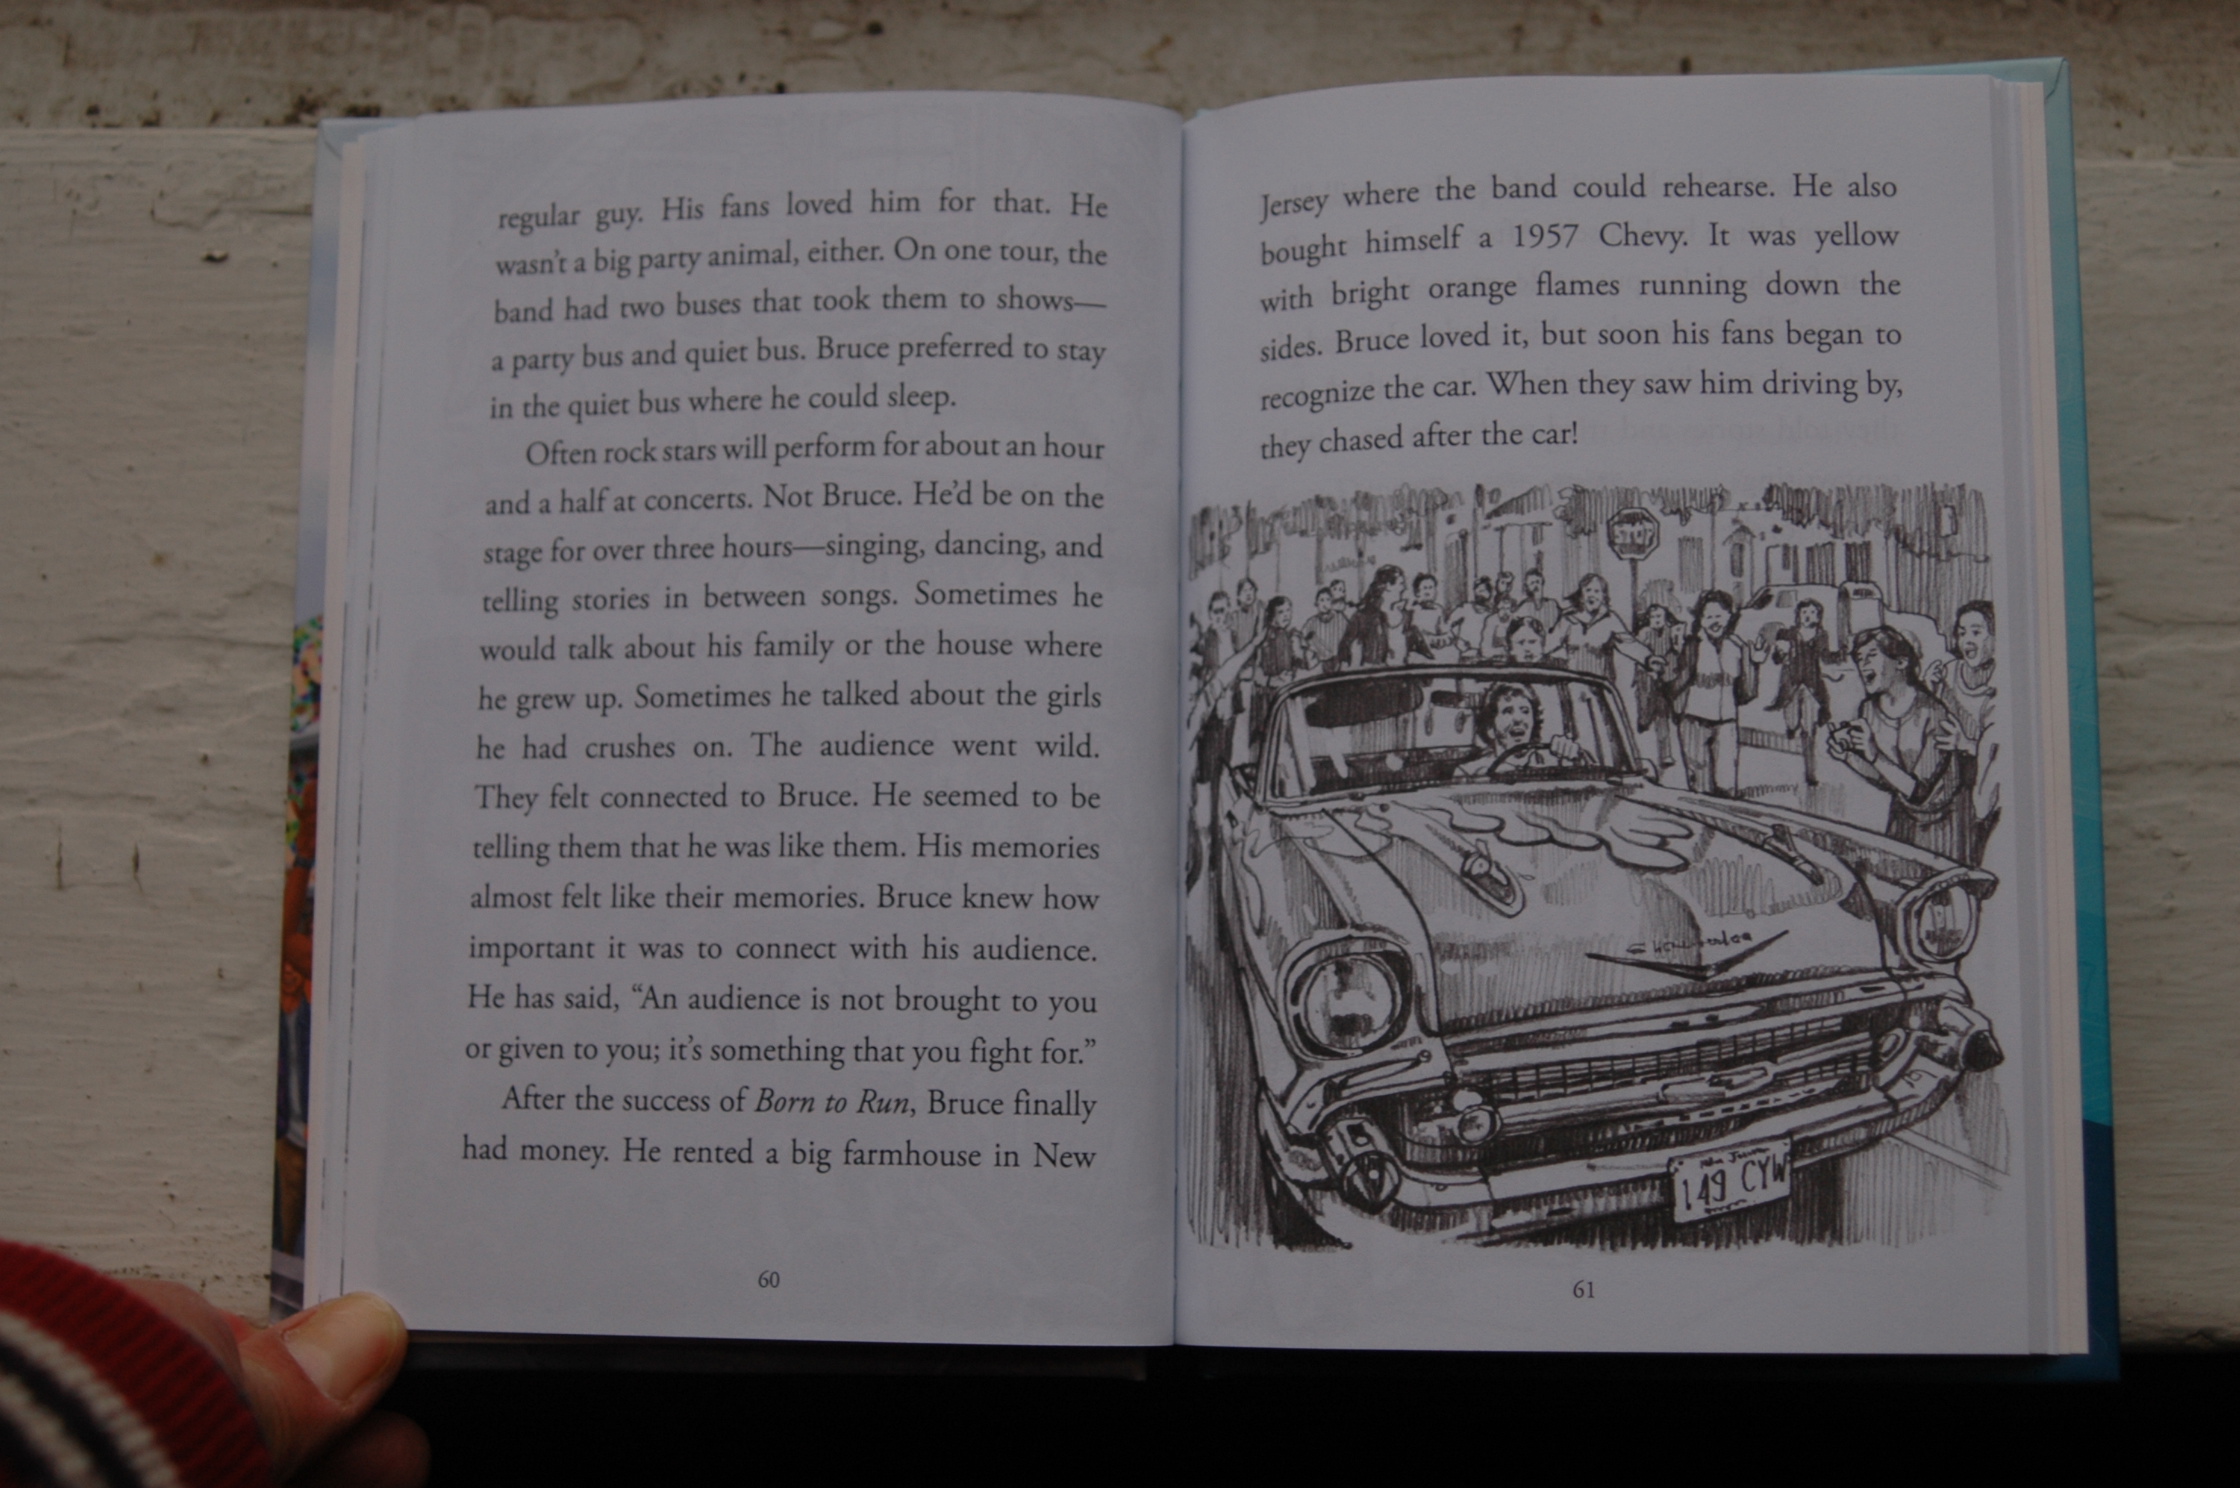 regular guy. His fans loved him for that. He
wasn't a big party animal, either. On one tour, the
band had two buses that took them to shows—
a party bus and quiet bus. Bruce preferred to stay
in the quiet bus where he could sleep.
Often rock stars will perform for about an hour
and a half at concerts. Not Bruce. He'd be on the
stage for over three hours—singing, dancing, and
telling stories in between songs. Sometimes he
would talk about his family or the house where
he grew up. Sometimes he talked about the girls
he had crushes on. The audience went wild.
They felt connected to Bruce. He seemed to be
telling them that he was like them. His memories
almost felt like their memories. Bruce knew how
important it was to connect with his audience.
He has said, “An audience is not brought to you
or given to you; it's something that you fight for.”
After the success of Born to Run, Bruce finally
had money. He rented a big farmhouse in New
60
Jersey where the band could rehearse. He also
bought himself a 1957 Chevy. It was yellow
with bright orange flames running down the
sides. Bruce loved it, but soon his fans began to
recognize the car. When they saw him driving by,
they chased after the car!
STOP
149 CYW
61